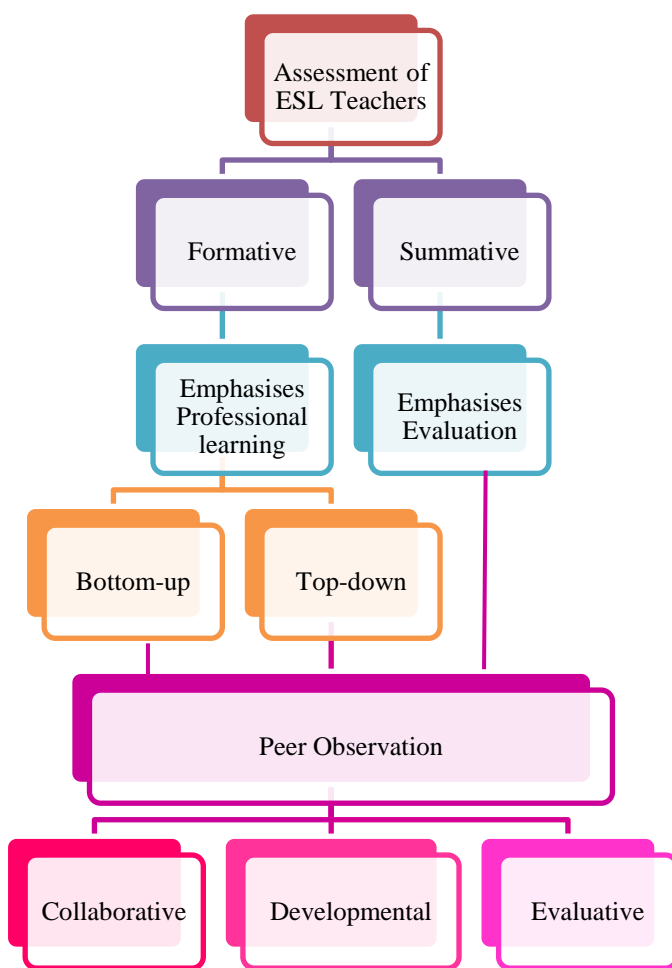 Assessment of
ESL Teachers
Formative
Summative
Emphasises
Professional
learning
Emphasises
Evaluation
Bottom-up
Top-down
Peer Observation
Collaborative
Developmental
Evaluative